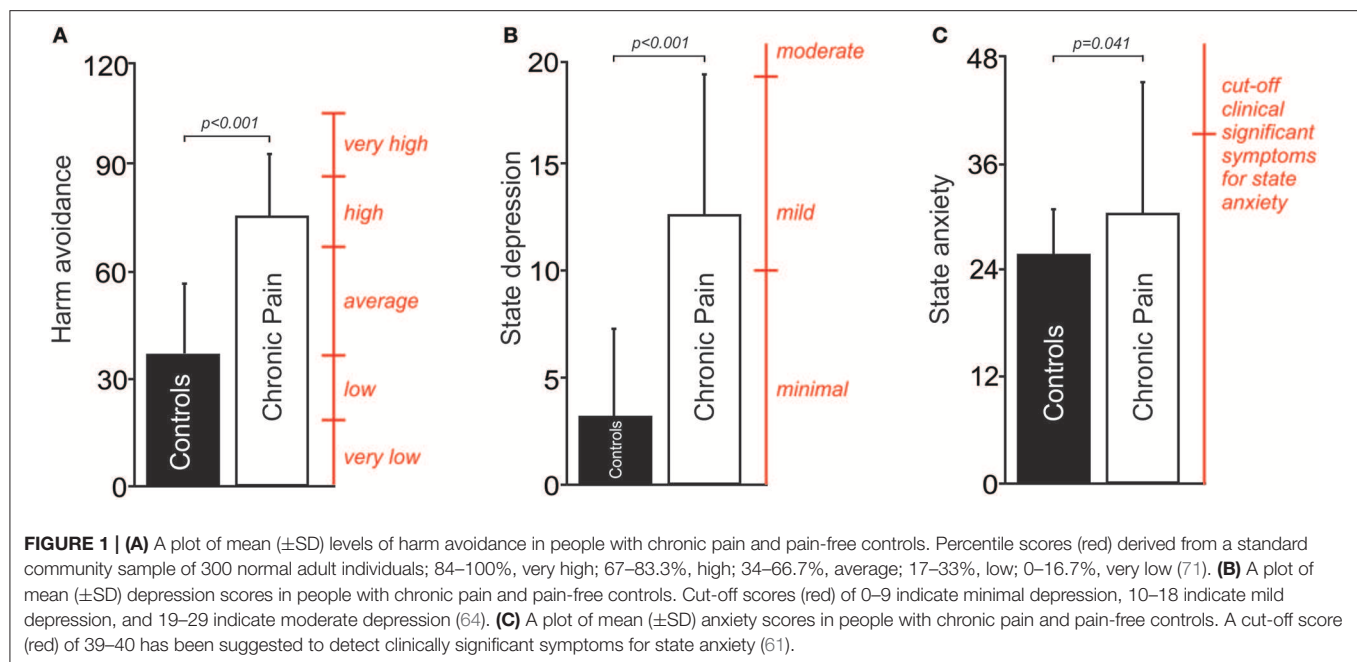 A
120
90
60
30
0
Harm avoidance
p<0.001
Controls
Chronic Pain
very high
high
average
low
very low
B
20
15
10
5
0
State depression
p<0.001
Controls
Chronic Pain
moderate
mild
minimal
C
48
36
24
12
0
State anxiety
p=0.041
Controls
Chronic Pain
cut-off
clinical
significant
symptoms
for state
anxiety
FIGURE 1 | (A) A plot of mean (±SD) levels of harm avoidance in people with chronic pain and pain-free controls. Percentile scores (red) derived from a standard
community sample of 300 normal adult individuals; 84–100%, very high; 67–83.3%, high; 34–66.7%, average; 17–33%, low; 0–16.7%, very low (71). (B) A plot of
mean (±SD) depression scores in people with chronic pain and pain-free controls. Cut-off scores (red) of 0–9 indicate minimal depression, 10–18 indicate mild
depression, and 19–29 indicate moderate depression (64). (C) A plot of mean (±SD) anxiety scores in people with chronic pain and pain-free controls. A cut-off score
(red) of 39–40 has been suggested to detect clinically significant symptoms for state anxiety (61).